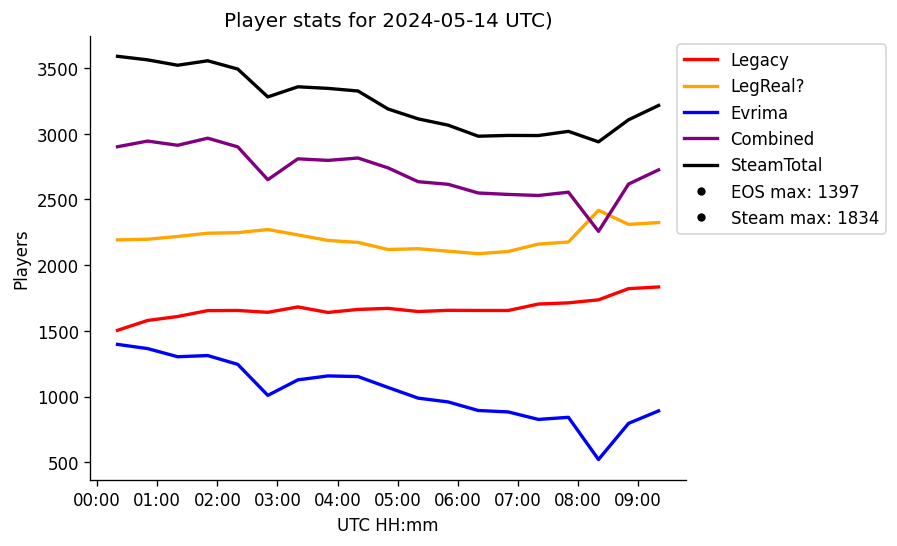 Player stats for 2024-05-14 UTC)
Legacy
LegReal?
Evrima
Combined
SteamTotal
EOS max: 1397
Steam max: 1834
Players
3500
3000
2500
2000
1500
1000
500
00:00 01:00 02:00 03:00 04:00 05:00 06:00 07:00 08:00 09:00
UTC HH:mm